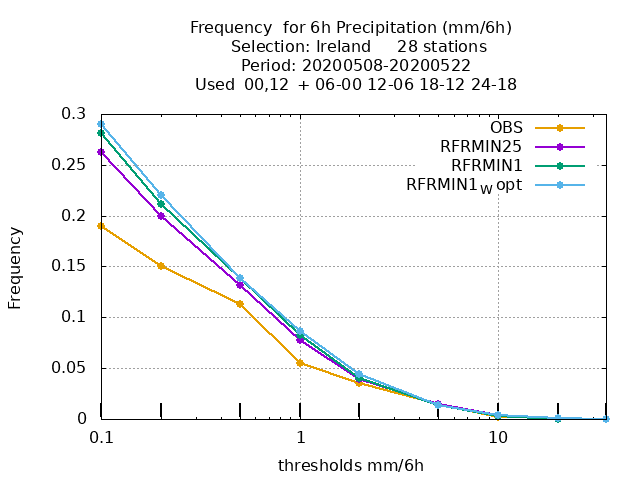 Frequency  for 6h Precipitation (mm/6h)
Selection: Ireland     28 stations
Period: 20200508-20200522
Used  00,12  + 06-00 12-06 18-12 24-18
OBS
RFRMIN25
RFRMIN1
RFRMIN1W opt
Frequency
0.3
0.25
0.2
0.15
0.1
0.05
0
0.1 1 10
thresholds mm/6h